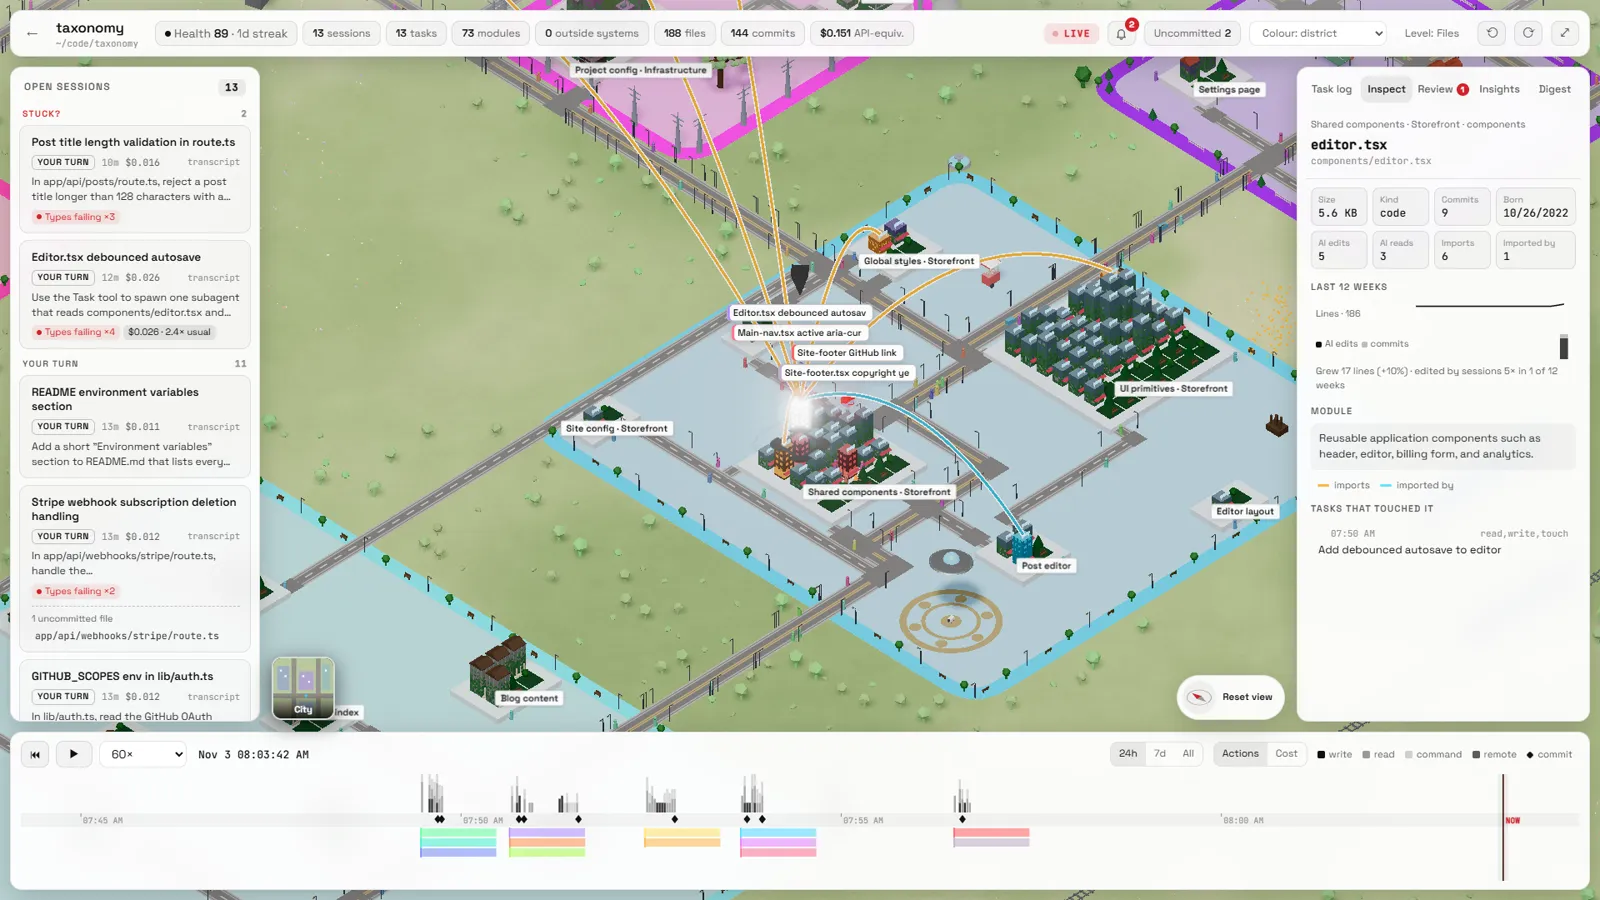 ←
taxonomy
~/code/taxonomy
● Health 89 · 1d streak
13 sessions
13 tasks
73 modules
0 outside systems
188 files
144 commits
$0.151 API-equiv.
● LIVE
2
Uncommitted 2
Colour: district
Level: Files
OPEN SESSIONS 13
STUCK? 2
Post title length validation in route.ts
YOUR TURN 10m $0.016 transcript
In app/api/posts/route.ts, reject a post
title longer than 128 characters with a…
● Types failing ×3
Editor.tsx debounced autosave
YOUR TURN 12m $0.026 transcript
Use the Task tool to spawn one subagent
that reads components/editor.tsx and…
● Types failing ×4 $0.026 · 2.4× usual
YOUR TURN 11
README environment variables
section
YOUR TURN 13m $0.011 transcript
Add a short "Environment variables"
section to README.md that lists every…
Stripe webhook subscription deletion
handling
YOUR TURN 13m $0.012 transcript
In app/api/webhooks/stripe/route.ts,
handle the…
● Types failing ×2
1 uncommitted file
app/api/webhooks/stripe/route.ts
GITHUB_SCOPES env in lib/auth.ts
YOUR TURN 13m $0.012 transcript
In lib/auth.ts, read the GitHub OAuth
Project config · Infrastructure
Settings page
Global styles · Storefront
Editor.tsx debounced autosav
Main-nav.tsx active aria-cur
Site-footer GitHub link
Site-footer.tsx copyright ye
UI primitives · Storefront
Site config · Storefront
Shared components · Storefront
Editor layout
Post editor
Blog content
City
index
Reset view
Task log
Inspect
Review 1
Insights
Digest
Shared components · Storefront · components
editor.tsx
components/editor.tsx
Size
5.6 KB
Kind
code
Commits
9
Born
10/26/2022
AI edits
5
AI reads
3
Imports
6
Imported by
1
LAST 12 WEEKS
Lines · 186
AI edits commits
Grew 17 lines (+10%) · edited by sessions 5× in 1 of 12
weeks
MODULE
Reusable application components such as
header, editor, billing form, and analytics.
imports imported by
TASKS THAT TOUCHED IT
07:50 AM read,write,touch
Add debounced autosave to editor
60×
Nov 3 08:03:42 AM
24h 7d All
Actions Cost
write read command remote commit
07:45 AM
07:50 AM
07:55 AM
08:00 AM
NOW